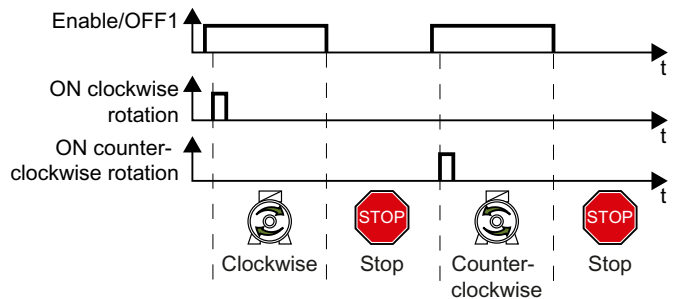 Enable/OFF1
t
ON clockwise
rotation
t
ON counter-
clockwise rotation
t
STOP
STOP
Clockwise
Stop
Counter-
clockwise
Stop